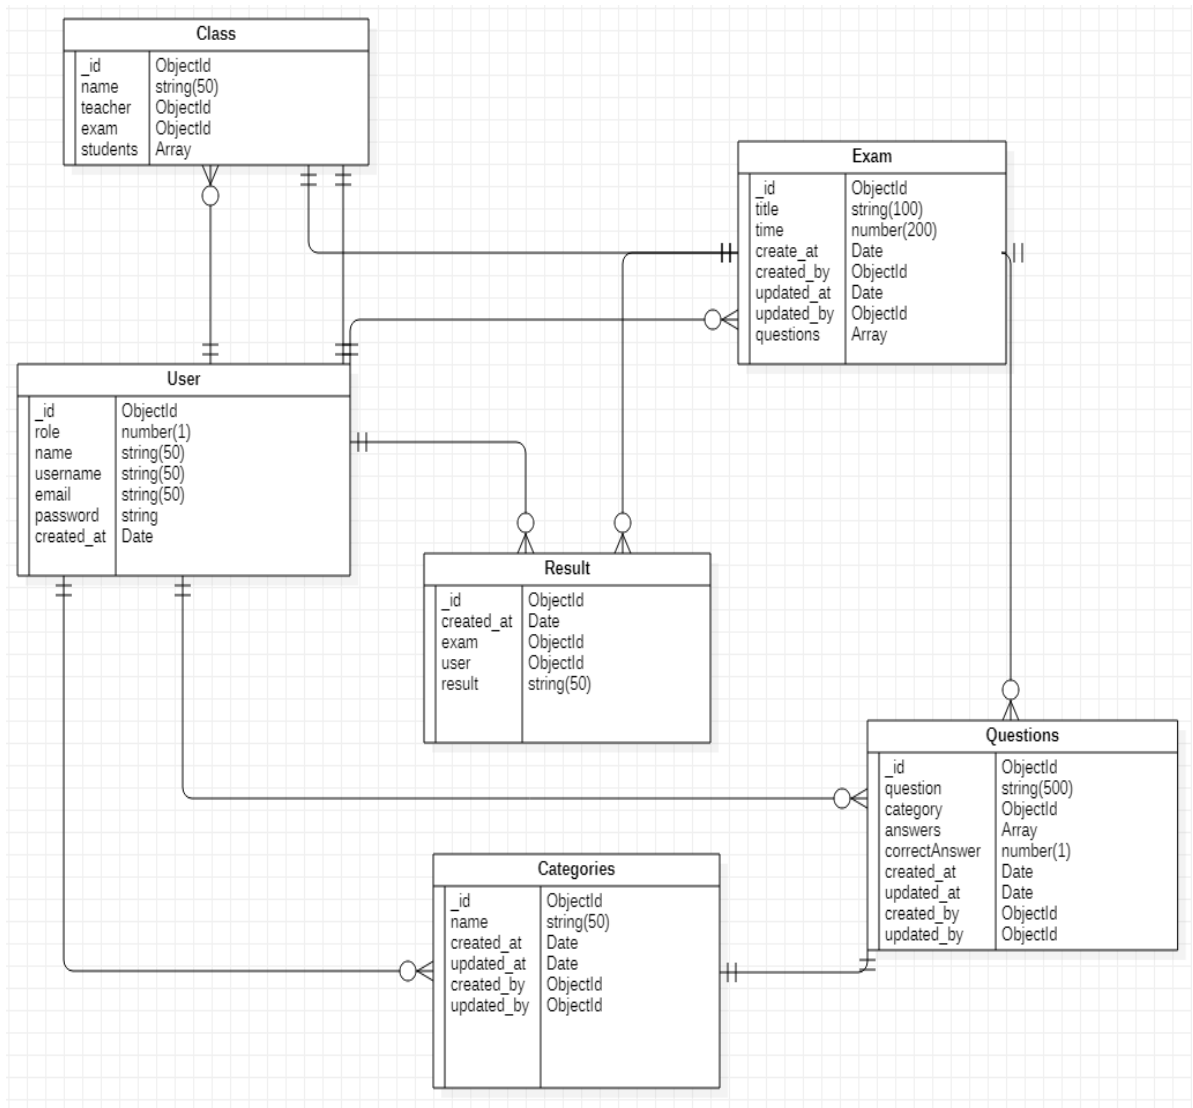 Class
_id ObjectId
name string(50)
teacher ObjectId
exam ObjectId
students Array
Exam
_id ObjectId
title string(100)
time number(200)
create_at Date
created_by ObjectId
updated_at Date
updated_by ObjectId
questions Array
User
_id ObjectId
role number(1)
name string(50)
username string(50)
email string(50)
password string
created_at Date
Result
_id ObjectId
created_at Date
exam ObjectId
user ObjectId
result string(50)
Questions
_id ObjectId
question string(500)
category ObjectId
answers Array
correctAnswer number(1)
created_at Date
updated_at Date
created_by ObjectId
updated_by ObjectId
Categories
_id ObjectId
name string(50)
created_at Date
updated_at Date
created_by ObjectId
updated_by ObjectId